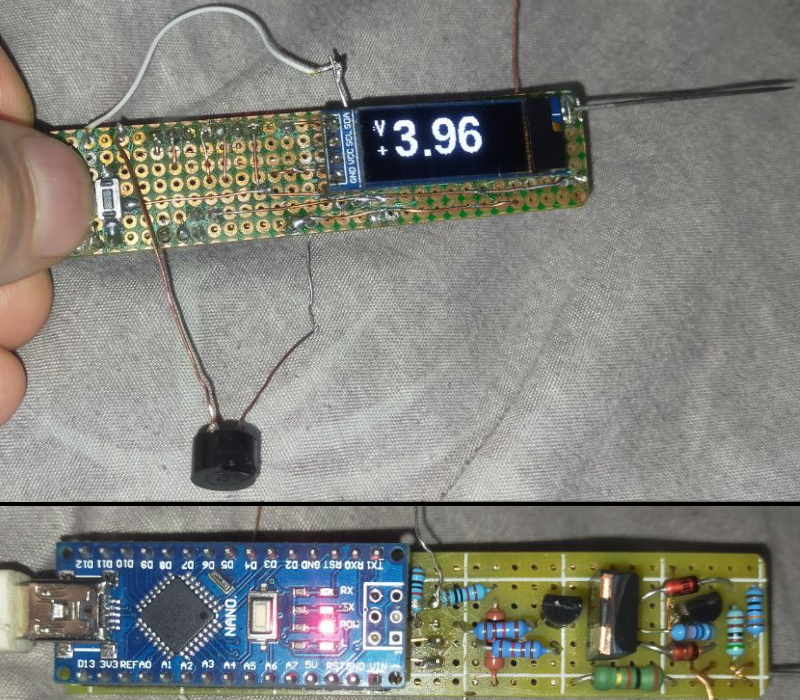 GND VCC SCL SDA
V
+ 3.96
D12 D11 D10 D9 D8 D7 D6 D5 D4 D3 D2 GND RST RX0 TX1
NANO
RX
TX
POW
D13 3V3 REF A0 A1 A2 A3 A4 A5 A6 A7 5V RST GND VIN